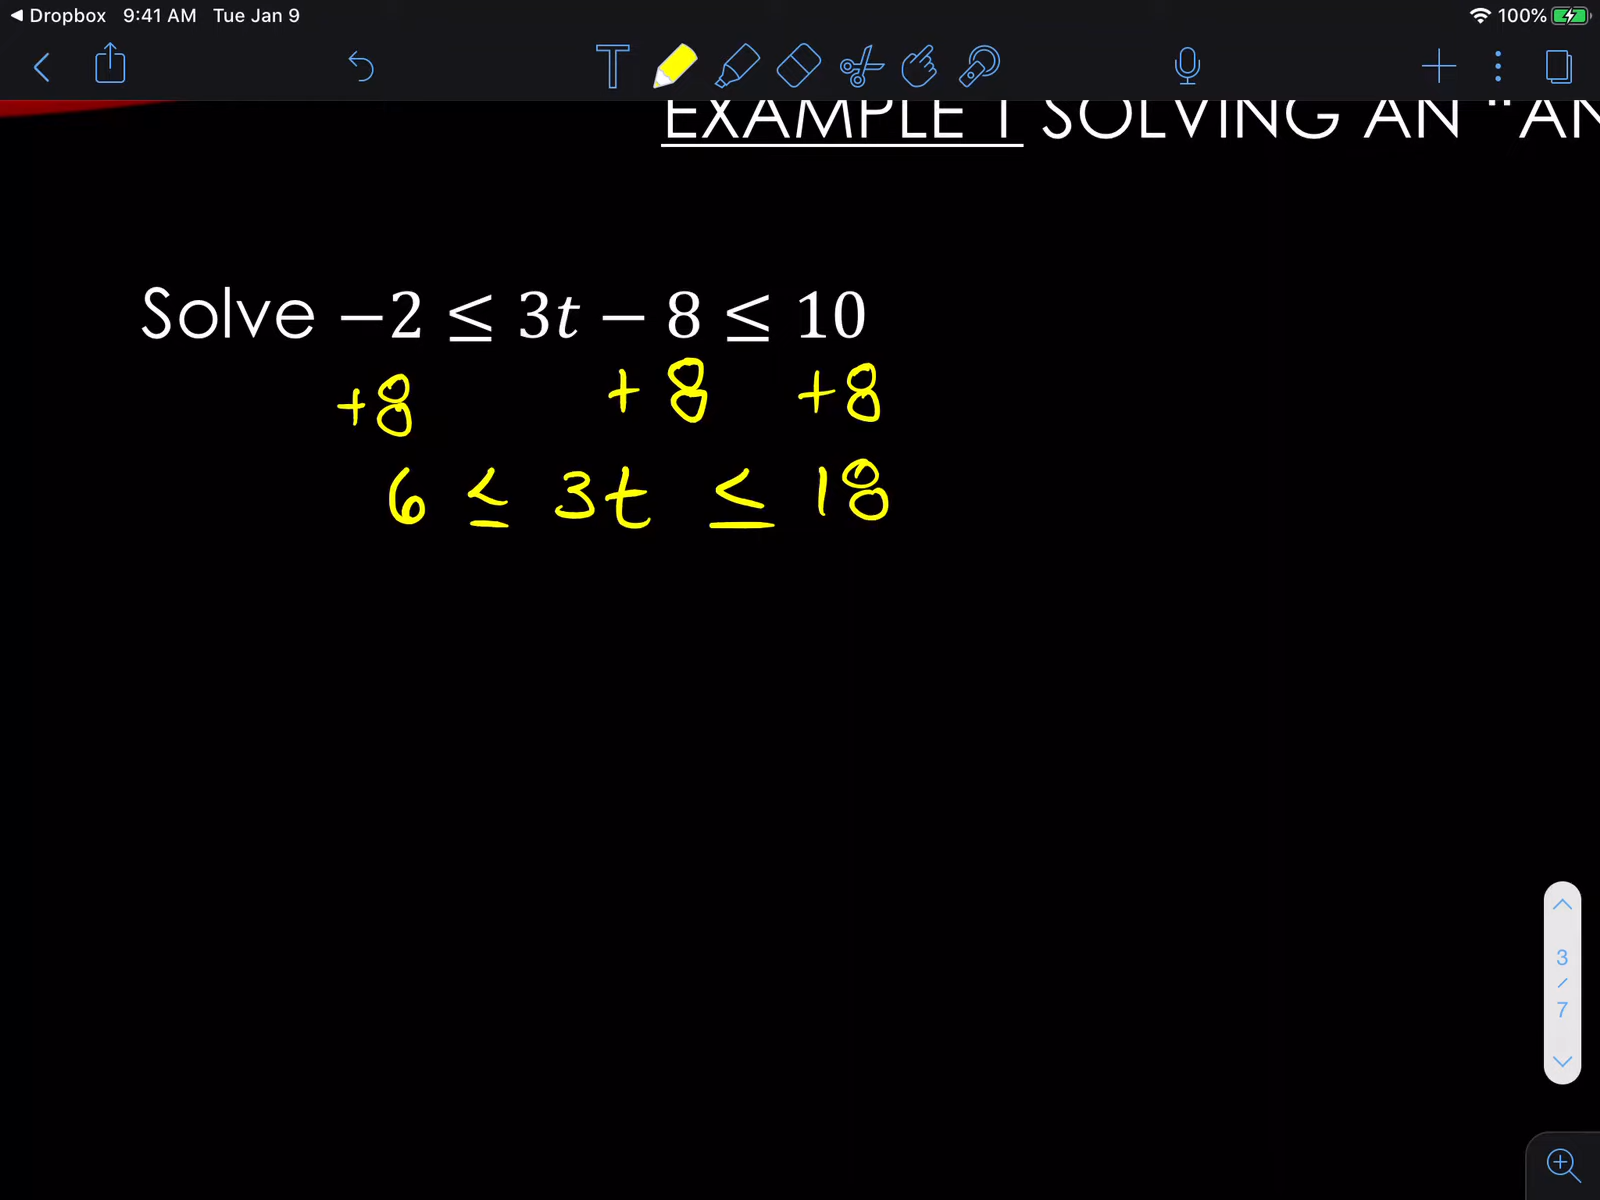 Dropbox 9:41 AM Tue Jan 9 100%
EXAMPLE 1 SOLVING AN "AN
Solve −2 ≤ 3t − 8 ≤ 10
+8 +8 +8
6 ≤ 3t ≤ 18
3
/
7